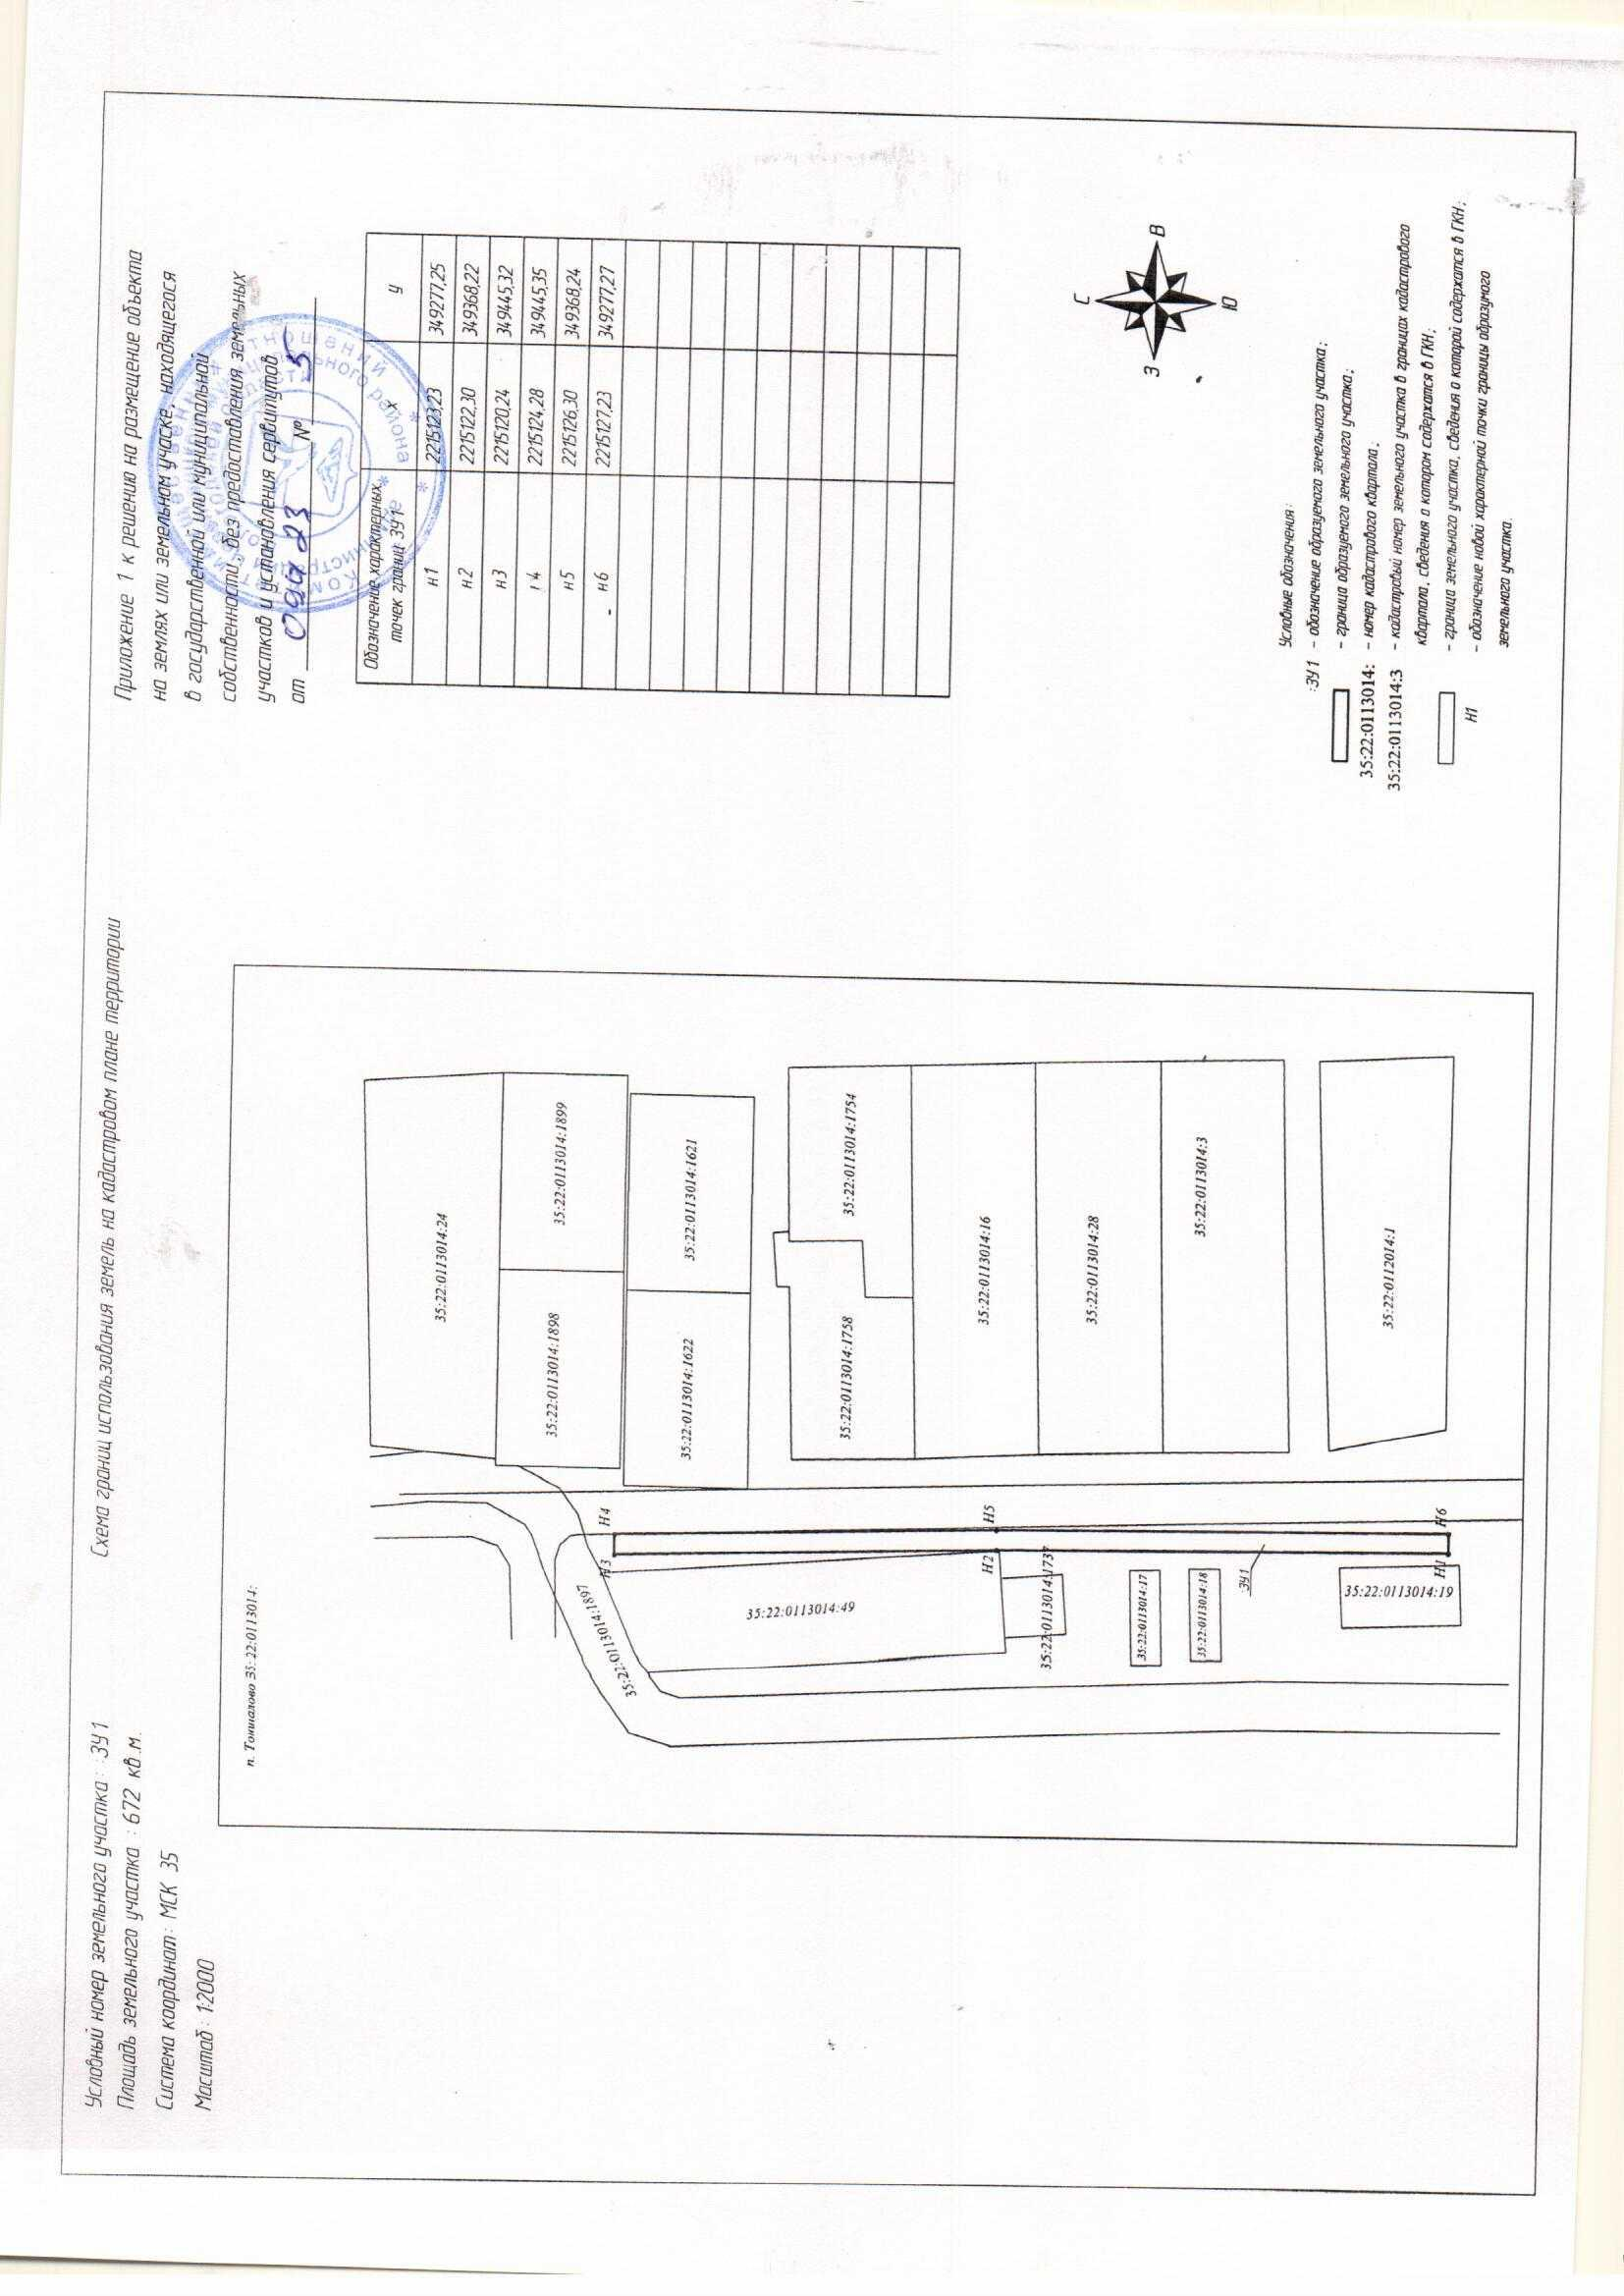 Приложение 1 к решению на размещение объекта
на землях или земельном учаске, находящегося
в государственной или муниципальной
собственности, без предоставления земельных
участков и установления сервитутов
от № 5
Схема границ использования земель на кадастровом плане территории
Условный номер земельного участка : :ЗУ1
Площадь земельного участка : 672 кв.м.
Система координат: МСК 35
Масштаб : 1:2000
Обозначение характерных точек границ ЗУ1 x y
н1 2215123,23 349277,25
н2 2215122,30 349368,22
н3 2215120,24 349445,32
4 2215124,28 349445,35
н5 2215126,30 349368,24
н6 2215127,23 349277,27
п. Тоншалово 35:22:0113014:
35:22:0113014:24
35:22:0113014:1898
35:22:0113014:1899
35:22:0113014:1622
35:22:0113014:1621
35:22:0113014:1897
Н3
Н4
35:22:0113014:49
35:22:0113014:1758
35:22:0113014:1754
35:22:0113014:16
Н2
Н5
35:22:0113014:1737
35:22:0113014:28
35:22:0113014:17
35:22:0113014:18
35:22:0113014:3
:ЗУ1
35:22:0112014:1
35:22:0113014:19
Н1
Н6
С
З
В
Ю
Условные обозначения:
:ЗУ1 - обозначение образуемого земельного участка;
- граница образуемого земельного участка;
35:22:0113014: - номер кадастрового квартала;
35:22:0113014:3 - кадастровый номер земельного участка в границах кадастрового
квартала, сведения о котором содержатся в ГКН;
- граница земельного участка, сведения о которой содержатся в ГКН;
Н1 - обозначение новой характерной точки границы образуемого
земельного участка.